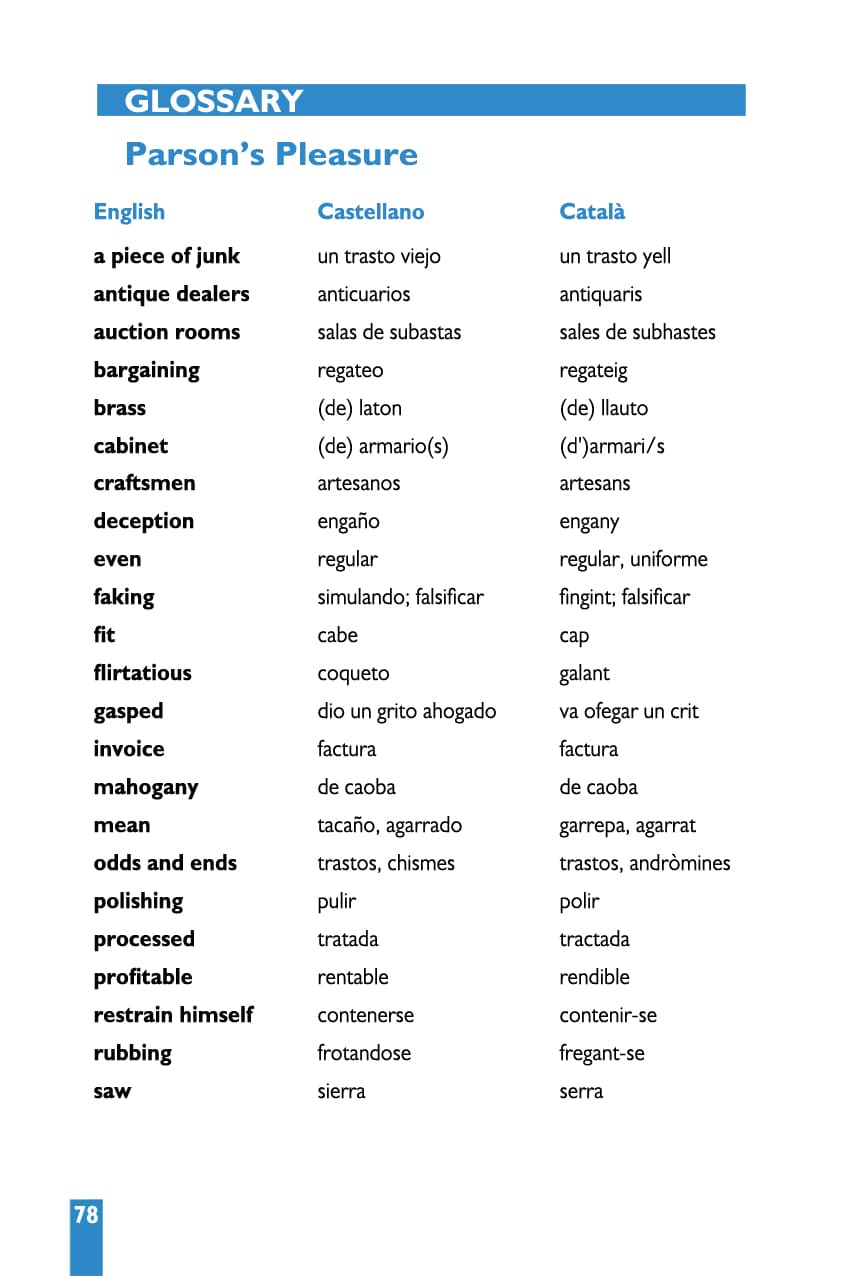 GLOSSARY
Parson’s Pleasure
English Castellano Català
a piece of junk un trasto viejo un trasto yell
antique dealers anticuarios antiquaris
auction rooms salas de subastas sales de subhastes
bargaining regateo regateig
brass (de) laton (de) llauto
cabinet (de) armario(s) (d')armari/s
craftsmen artesanos artesans
deception engaño engany
even regular regular, uniforme
faking simulando; falsificar fingint; falsificar
fit cabe cap
flirtatious coqueto galant
gasped dio un grito ahogado va ofegar un crit
invoice factura factura
mahogany de caoba de caoba
mean tacaño, agarrado garrepa, agarrat
odds and ends trastos, chismes trastos, andròmines
polishing pulir polir
processed tratada tractada
profitable rentable rendible
restrain himself contenerse contenir-se
rubbing frotandose fregant-se
saw sierra serra
78